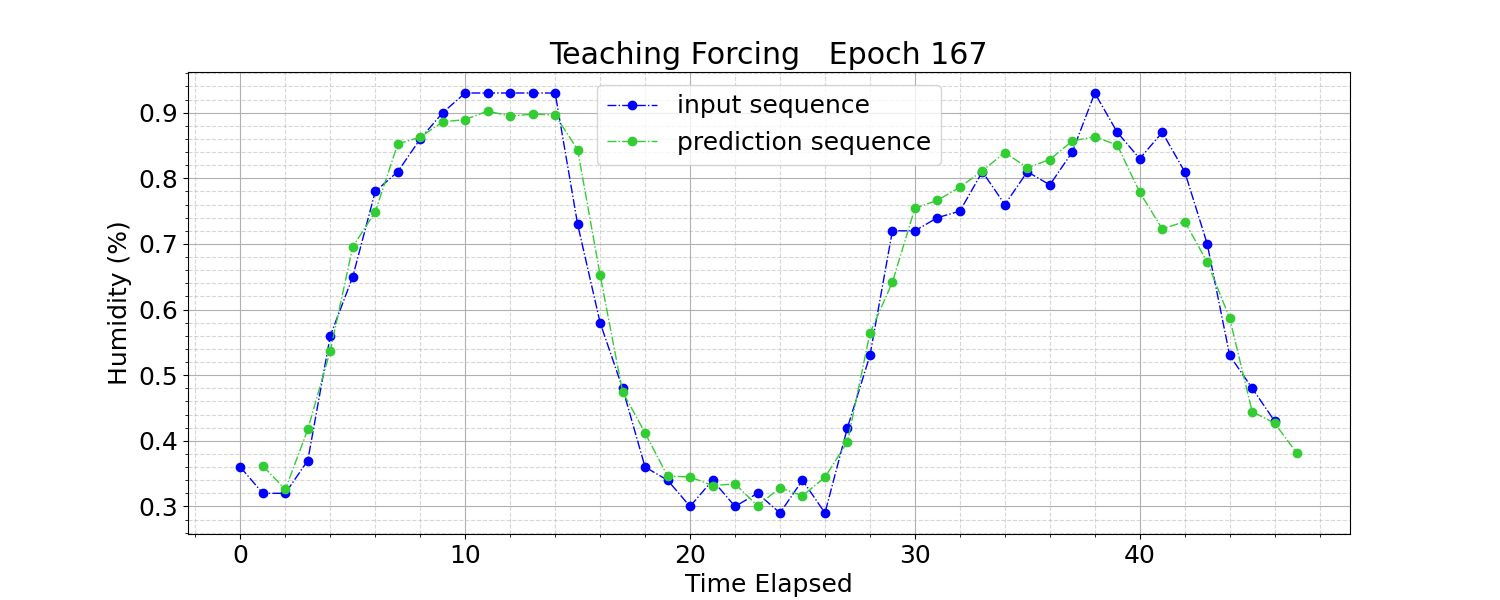 Teaching Forcing   Epoch 167
input sequence
prediction sequence
Humidity (%)
0.9
0.8
0.7
0.6
0.5
0.4
0.3
0 10 20 30 40
Time Elapsed